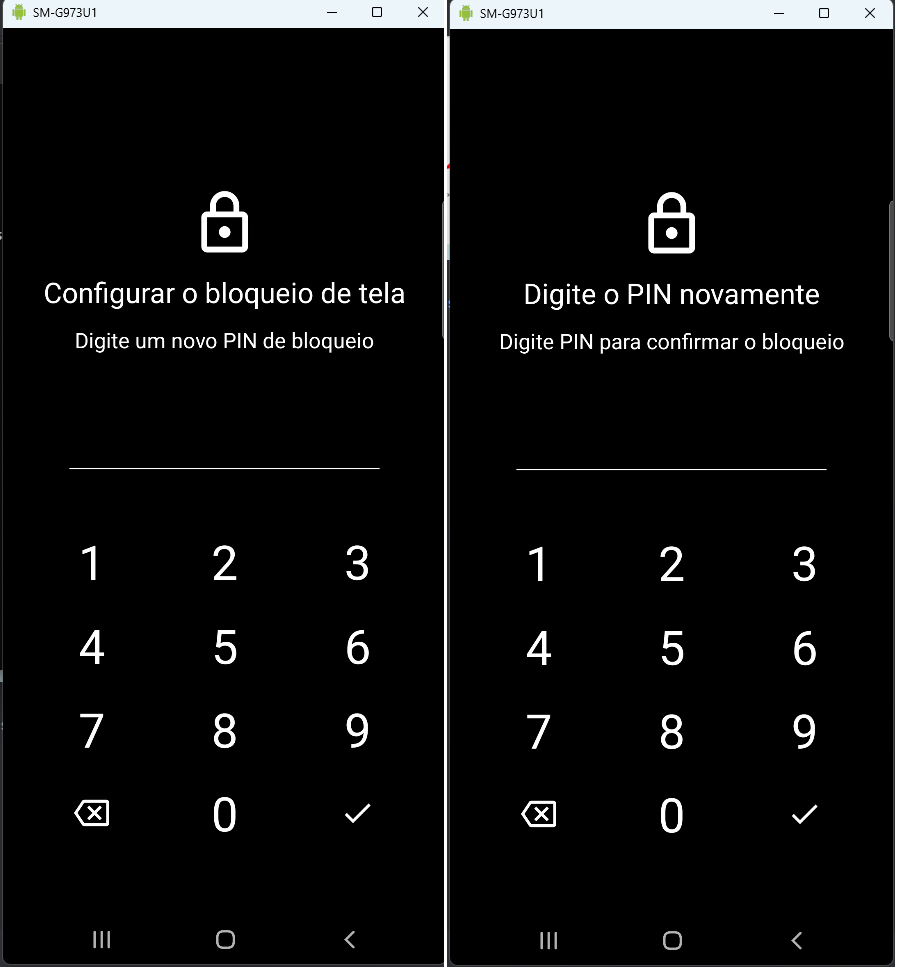 SM-G973U1
Configurar o bloqueio de tela
Digite um novo PIN de bloqueio
1 2 3
4 5 6
7 8 9
0
SM-G973U1
Digite o PIN novamente
Digite PIN para confirmar o bloqueio
1 2 3
4 5 6
7 8 9
0